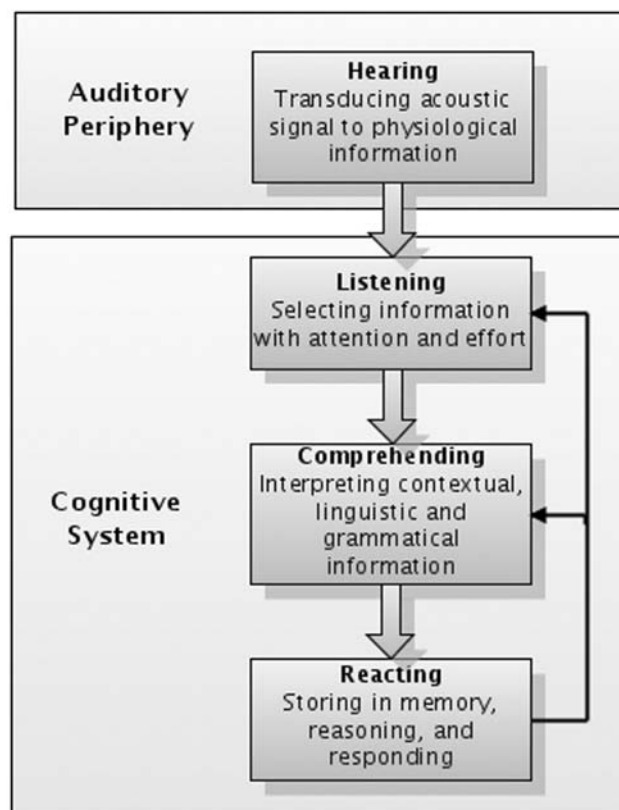 Auditory
Periphery
Hearing
Transducing acoustic
signal to physiological
information
Cognitive
System
Listening
Selecting information
with attention and effort
Comprehending
Interpreting contextual,
linguistic and
grammatical
information
Reacting
Storing in memory,
reasoning, and
responding